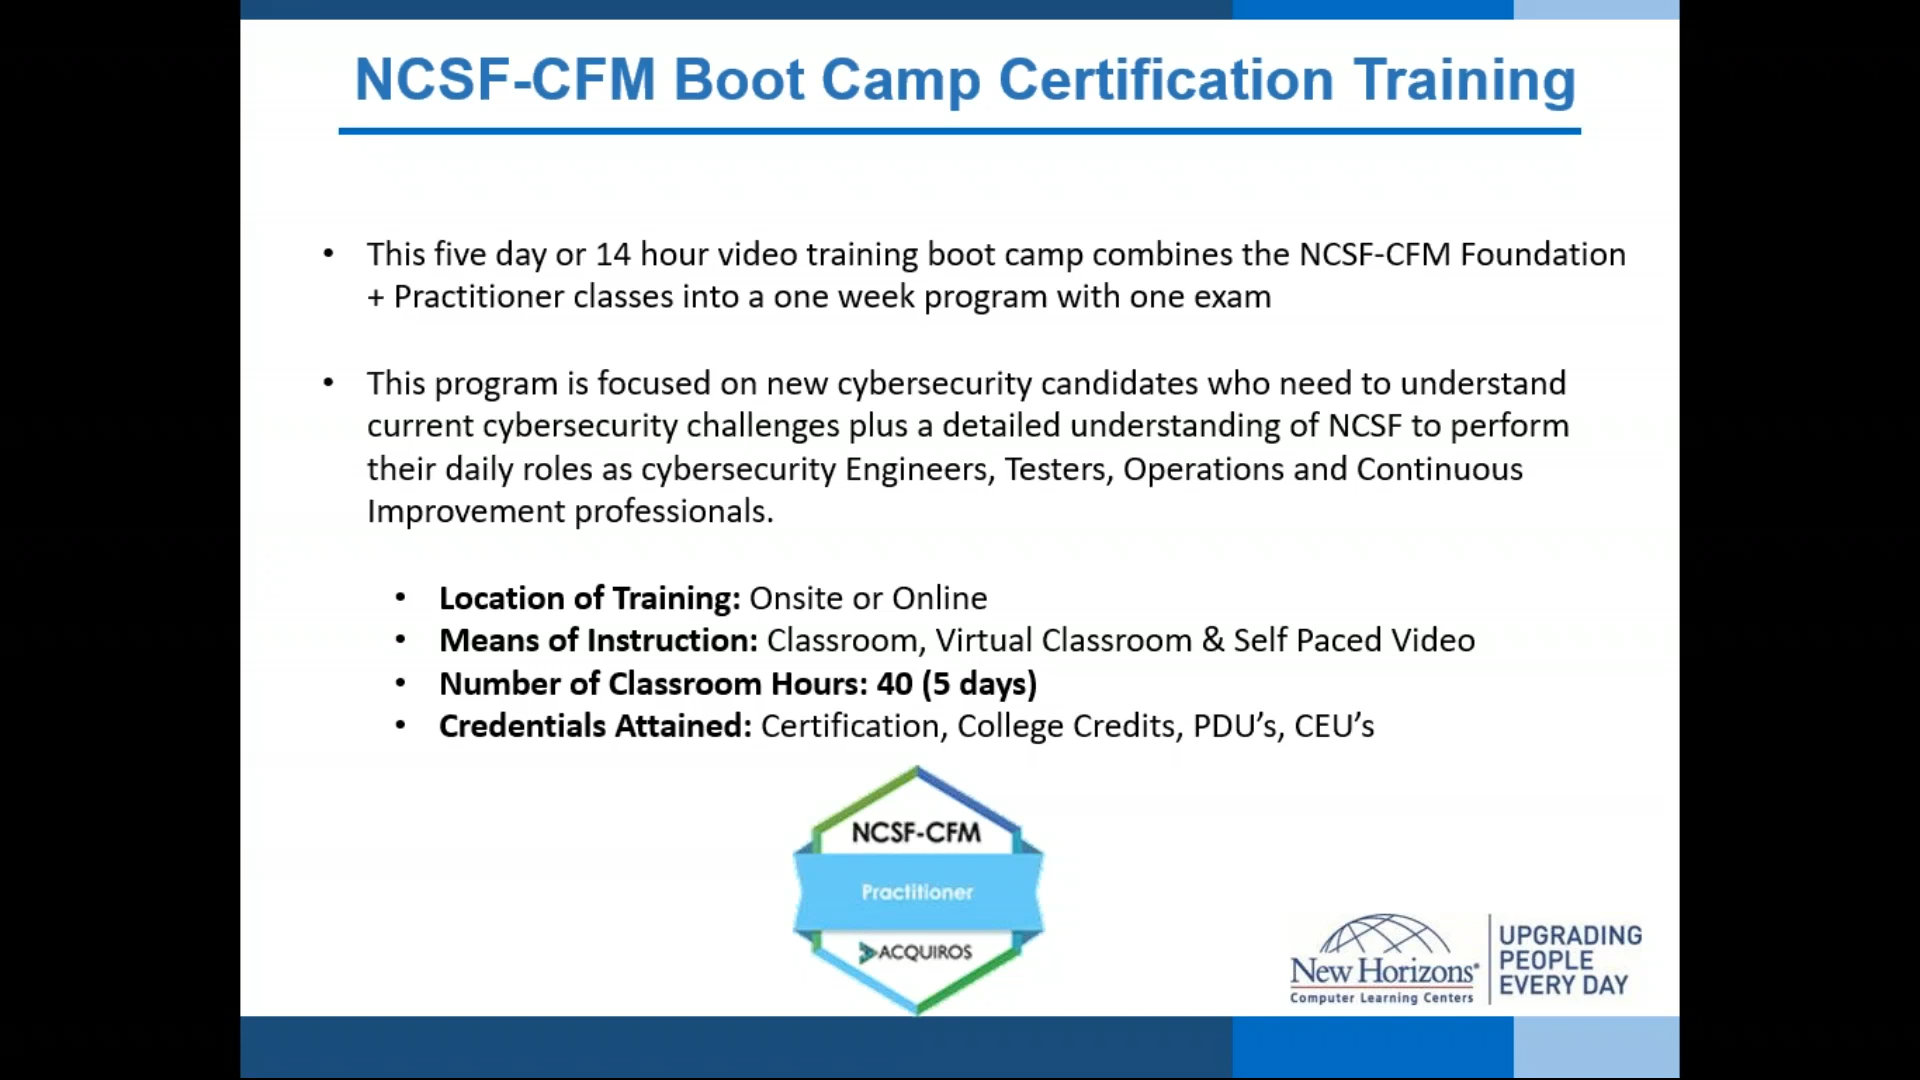 NCSF-CFM Boot Camp Certification Training
• This five day or 14 hour video training boot camp combines the NCSF-CFM Foundation
+ Practitioner classes into a one week program with one exam
• This program is focused on new cybersecurity candidates who need to understand
current cybersecurity challenges plus a detailed understanding of NCSF to perform
their daily roles as cybersecurity Engineers, Testers, Operations and Continuous
Improvement professionals.
• Location of Training: Onsite or Online
• Means of Instruction: Classroom, Virtual Classroom & Self Paced Video
• Number of Classroom Hours: 40 (5 days)
• Credentials Attained: Certification, College Credits, PDU’s, CEU’s
NCSF-CFM
Practitioner
ACQUIROS
New Horizons®
Computer Learning Centers
UPGRADING
PEOPLE
EVERY DAY